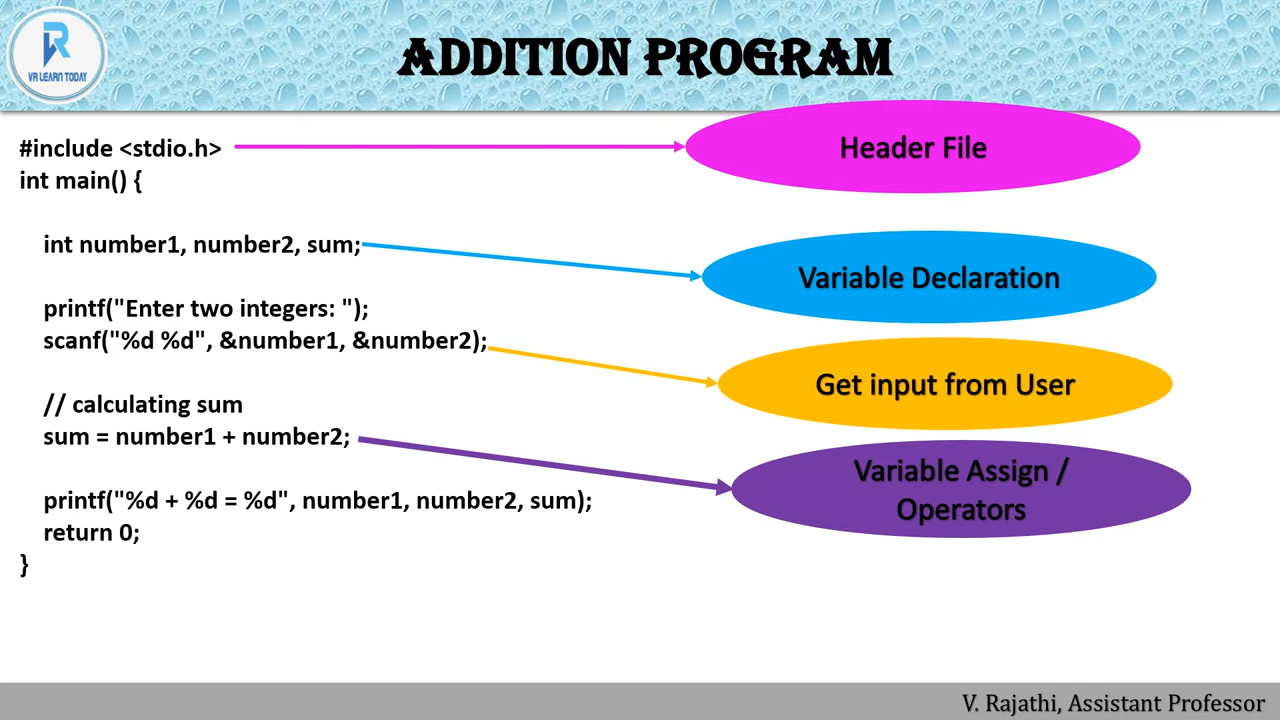 VR LEARN TODAY
ADDITION PROGRAM
#include <stdio.h>
int main() {
int number1, number2, sum;
printf("Enter two integers: ");
scanf("%d %d", &number1, &number2);
// calculating sum
sum = number1 + number2;
printf("%d + %d = %d", number1, number2, sum);
return 0;
}
Header File
Variable Declaration
Get input from User
Variable Assign /
Operators
V. Rajathi, Assistant Professor